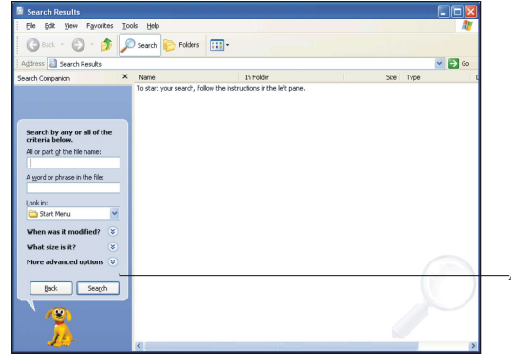 Search Results
File Edit View Favorites Tools Help
Back Search Folders
Address Search Results Go
Search Companion Name In Folder Size Type
To start your search, follow the instructions in the left pane.
Search by any or all of the
criteria below.
All or part of the file name:
A word or phrase in the file:
Look in:
Start Menu
When was it modified?
What size is it?
More advanced options
Back Search